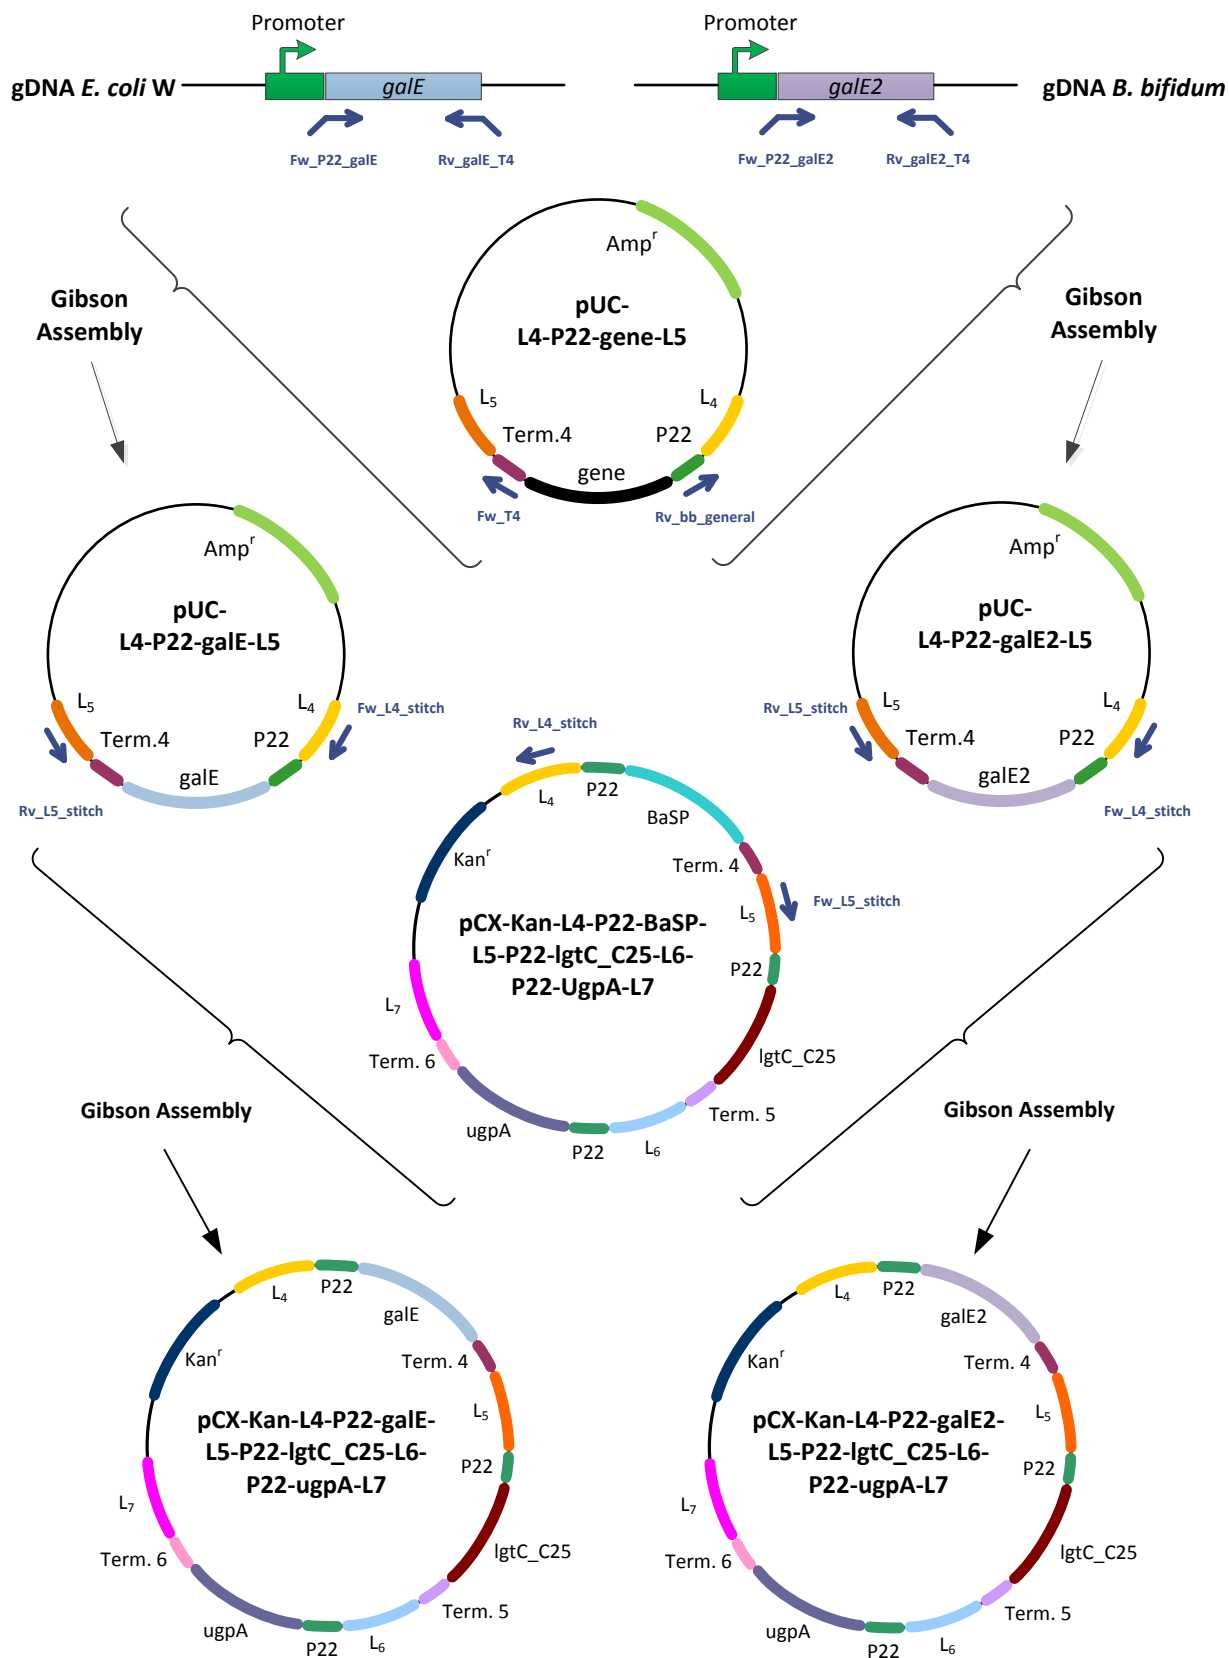 Promoter
Promoter
gDNA E. coli W
galE
galE2
gDNA B. bifidum
Fw_P22_galE
Rv_galE_T4
Fw_P22_galE2
Rv_galE2_T4
Amp^r
Gibson
Assembly
pUC-
L4-P22-gene-L5
Gibson
Assembly
L5
L4
Term.4
P22
gene
Fw_T4
Rv_bb_general
Amp^r
pUC-
L4-P22-galE-L5
L5
L4
Fw_L4_stitch
Term.4
P22
galE
Rv_L5_stitch
Amp^r
pUC-
L4-P22-galE2-L5
Rv_L5_stitch
L5
L4
Term.4
P22
galE2
Fw_L4_stitch
Rv_L4_stitch
L4
P22
BaSP
Kan^r
Term. 4
Fw_L5_stitch
L5
pCX-Kan-L4-P22-BaSP-
L5-P22-lgtC_C25-L6-
P22-UgpA-L7
P22
L7
Term. 6
lgtC_C25
Term. 5
ugpA
P22
L6
Gibson Assembly
Gibson Assembly
L4
P22
galE
Kan^r
Term. 4
L5
pCX-Kan-L4-P22-galE-
L5-P22-lgtC_C25-L6-
P22-ugpA-L7
P22
L7
Term. 6
lgtC_C25
Term. 5
ugpA
P22
L6
L4
P22
galE2
Kan^r
Term. 4
L5
pCX-Kan-L4-P22-galE2-
L5-P22-lgtC_C25-L6-
P22-ugpA-L7
P22
L7
Term. 6
lgtC_C25
Term. 5
ugpA
P22
L6